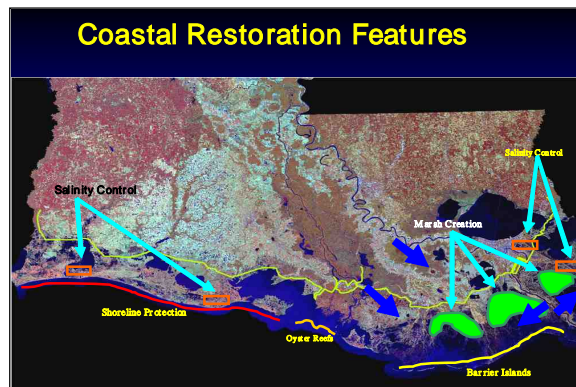 Coastal Restoration Features
Salinity Control
Salinity Control
Marsh Creation
Shoreline Protection
Oyster Reefs
Barrier Islands